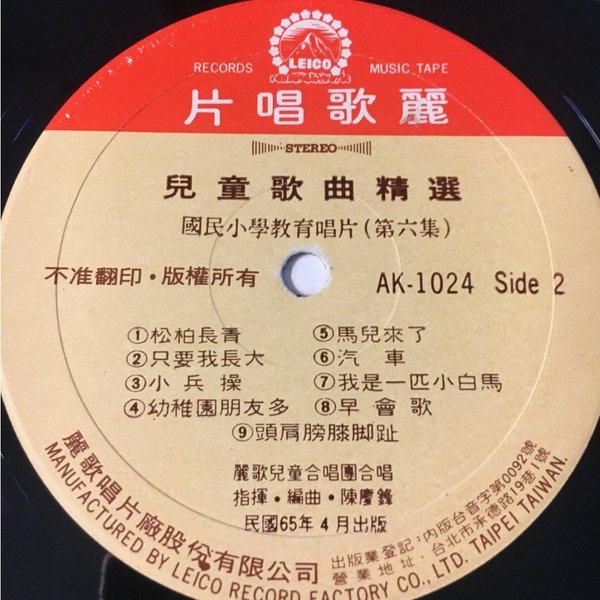 LEICO
RECORDS MUSIC TAPE
片唱歌麗
STEREO
兒童歌曲精選
國民小學教育唱片(第六集)
不准翻印・版權所有
AK-1024 Side 2
①松柏長青
②只要我長大
③小兵操
④幼稚園朋友多
⑤馬兒來了
⑥汽車
⑦我是一匹小白馬
⑧早會歌
⑨頭肩膀膝脚趾
麗歌兒童合唱團合唱
指揮・編曲・陳慶鋒
民國65年4月出版
麗歌唱片廠股份有限公司
出版業登記:內版台音字第0092號
營業地址:台北市承德路19巷1號
MANUFACTURED BY LEICO RECORD FACTORY CO., LTD. TAIPEI TAIWAN.